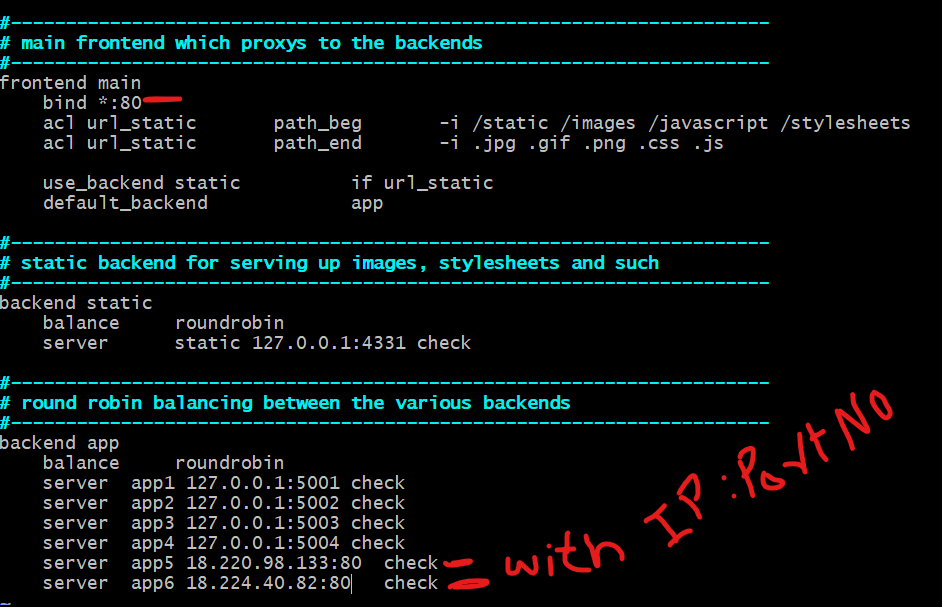 #---------------------------------------------------------------------
# main frontend which proxys to the backends
#---------------------------------------------------------------------
frontend main
    bind *:80
    acl url_static       path_beg       -i /static /images /javascript /stylesheets
    acl url_static       path_end       -i .jpg .gif .png .css .js
    use_backend static          if url_static
    default_backend             app
#---------------------------------------------------------------------
# static backend for serving up images, stylesheets and such
#---------------------------------------------------------------------
backend static
    balance     roundrobin
    server      static 127.0.0.1:4331 check
#---------------------------------------------------------------------
# round robin balancing between the various backends
#---------------------------------------------------------------------
backend app
    balance     roundrobin
    server  app1 127.0.0.1:5001 check
    server  app2 127.0.0.1:5002 check
    server  app3 127.0.0.1:5003 check
    server  app4 127.0.0.1:5004 check
    server  app5 18.220.98.133:80  check
    server  app6 18.224.40.82:80   check
with IP:Port NO